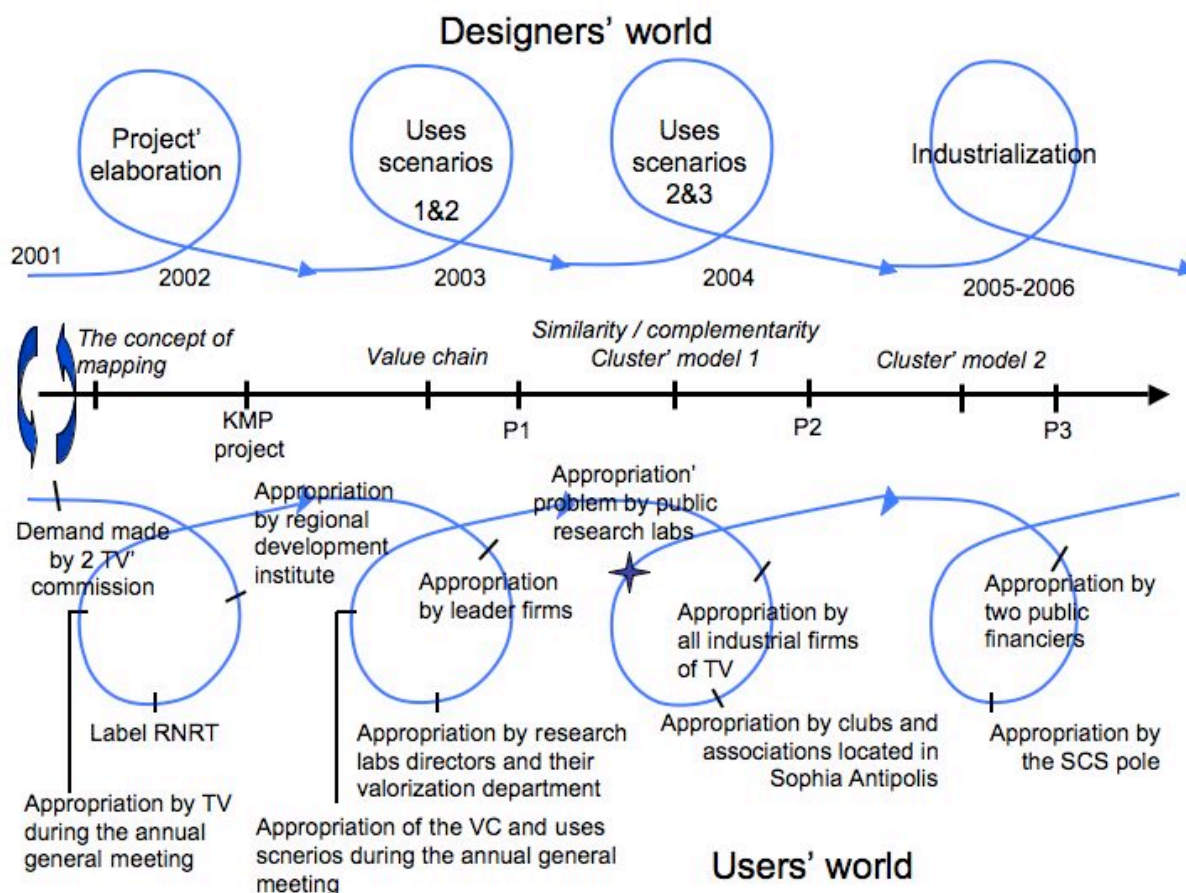 Designers' world
Project'
elaboration
Uses
scenarios
1&2
Uses
scenarios
2&3
Industrialization
2001
2002
2003
2004
2005-2006
The concept of
mapping
Value chain
Similarity / complementarity
Cluster' model 1
Cluster' model 2
KMP
project
P1
P2
P3
Demand made
by 2 TV'
commission
Appropriation
by regional
development
institute
Label RNRT
Appropriation by TV
during the annual
general meeting
Appropriation
by leader firms
Appropriation by research
labs directors and their
valorization department
Appropriation of the VC and uses
scnerios during the annual general
meeting
Appropriation'
problem by public
research labs
Appropriation by
all industrial firms
of TV
Appropriation by clubs and
associations located in
Sophia Antipolis
Appropriation by
two public
financiers
Appropriation by
the SCS pole
Users' world